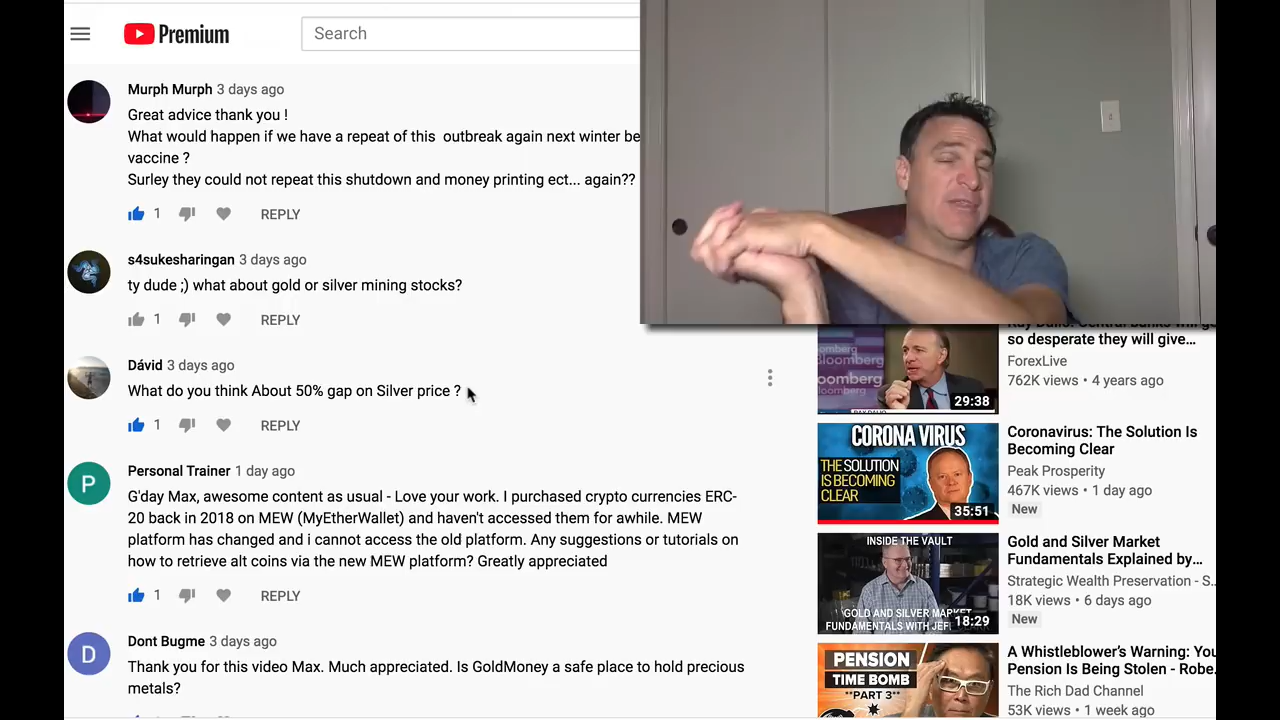 Premium
Search
Murph Murph 3 days ago
Great advice thank you !
What would happen if we have a repeat of this outbreak again next winter be
vaccine ?
Surley they could not repeat this shutdown and money printing ect... again??
1
REPLY
s4sukesharingan 3 days ago
ty dude ;) what about gold or silver mining stocks?
1
REPLY
Dávid 3 days ago
What do you think About 50% gap on Silver price ?
1
REPLY
P
Personal Trainer 1 day ago
G'day Max, awesome content as usual - Love your work. I purchased crypto currencies ERC-
20 back in 2018 on MEW (MyEtherWallet) and haven't accessed them for awhile. MEW
platform has changed and i cannot access the old platform. Any suggestions or tutorials on
how to retrieve alt coins via the new MEW platform? Greatly appreciated
1
REPLY
D
Dont Bugme 3 days ago
Thank you for this video Max. Much appreciated. Is GoldMoney a safe place to hold precious
metals?
Ray Dalio: Central banks will go
so desperate they will give...
ForexLive
762K views • 4 years ago
Bloomberg
29:38
CORONA VIRUS
THE SOLUTION
IS BECOMING
CLEAR
35:51
Coronavirus: The Solution Is
Becoming Clear
Peak Prosperity
467K views • 1 day ago
New
INSIDE THE VAULT
GOLD AND SILVER MARKET
FUNDAMENTALS WITH JEF
18:29
Gold and Silver Market
Fundamentals Explained by...
Strategic Wealth Preservation - S..
18K views • 6 days ago
New
PENSION
TIME BOMB
**PART 3**
A Whistleblower's Warning: You
Pension Is Being Stolen - Robe.
The Rich Dad Channel
53K views • 1 week ago